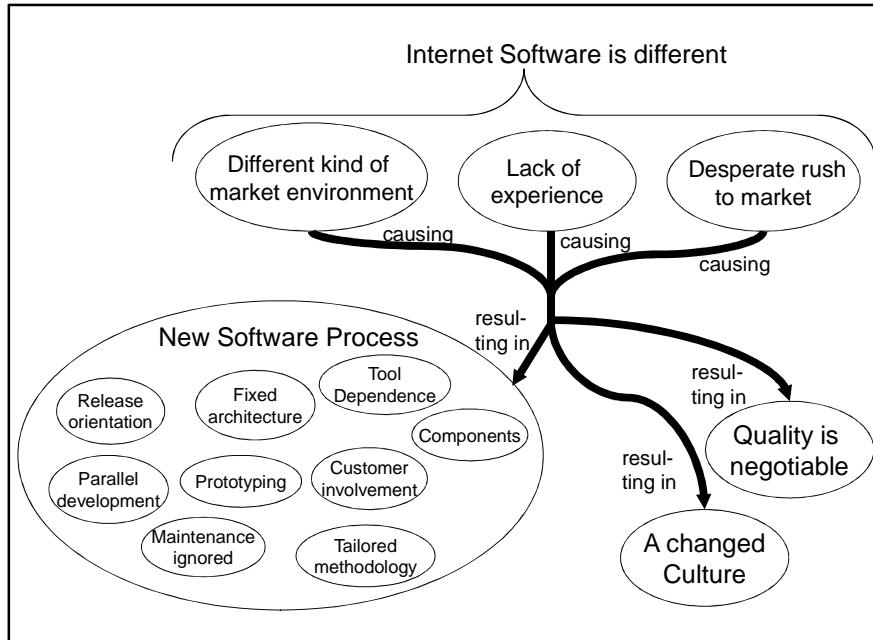 Internet Software is different
Different kind of
market environment
Lack of
experience
Desperate rush
to market
causing
causing
causing
resul-
ting in
New Software Process
Release
orientation
Fixed
architecture
Tool
Dependence
Components
Parallel
development
Prototyping
Customer
involvement
Maintenance
ignored
Tailored
methodology
resul-
ting in
Quality is
negotiable
resul-
ting in
A changed
Culture